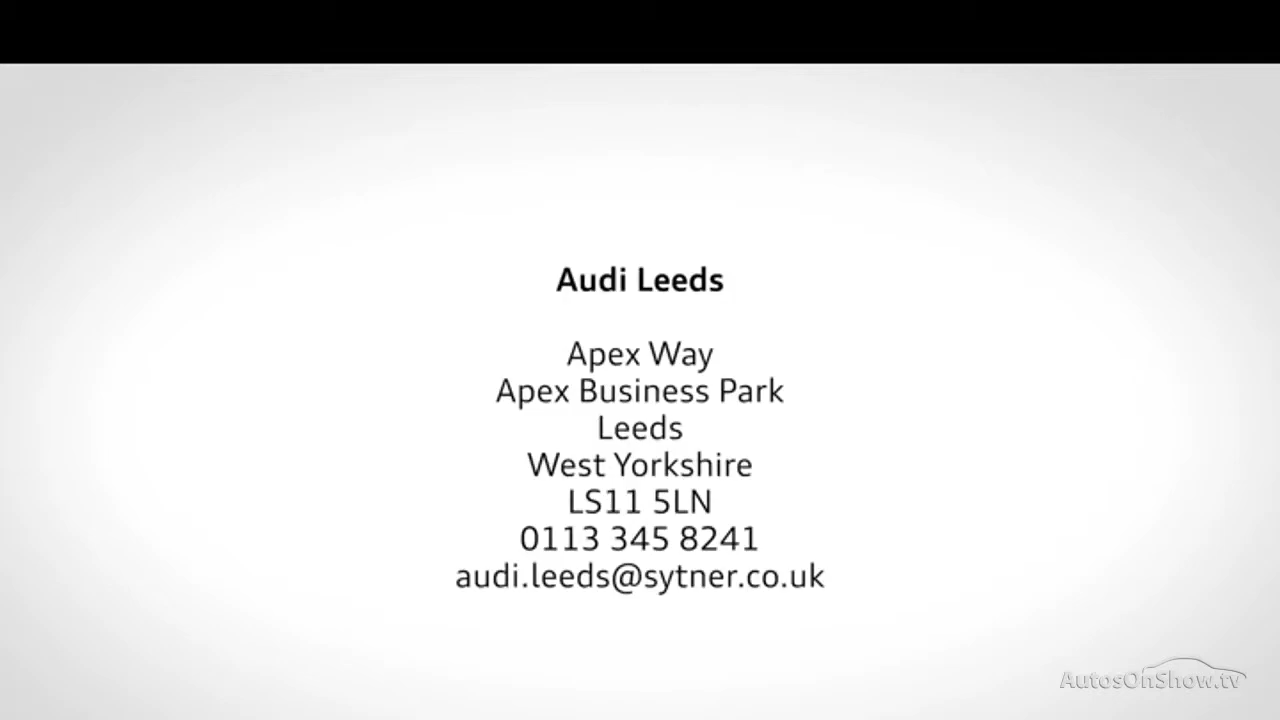 Audi Leeds
Apex Way
Apex Business Park
Leeds
West Yorkshire
LS11 5LN
0113 345 8241
audi.leeds@sytner.co.uk
AutosOnShow.tv